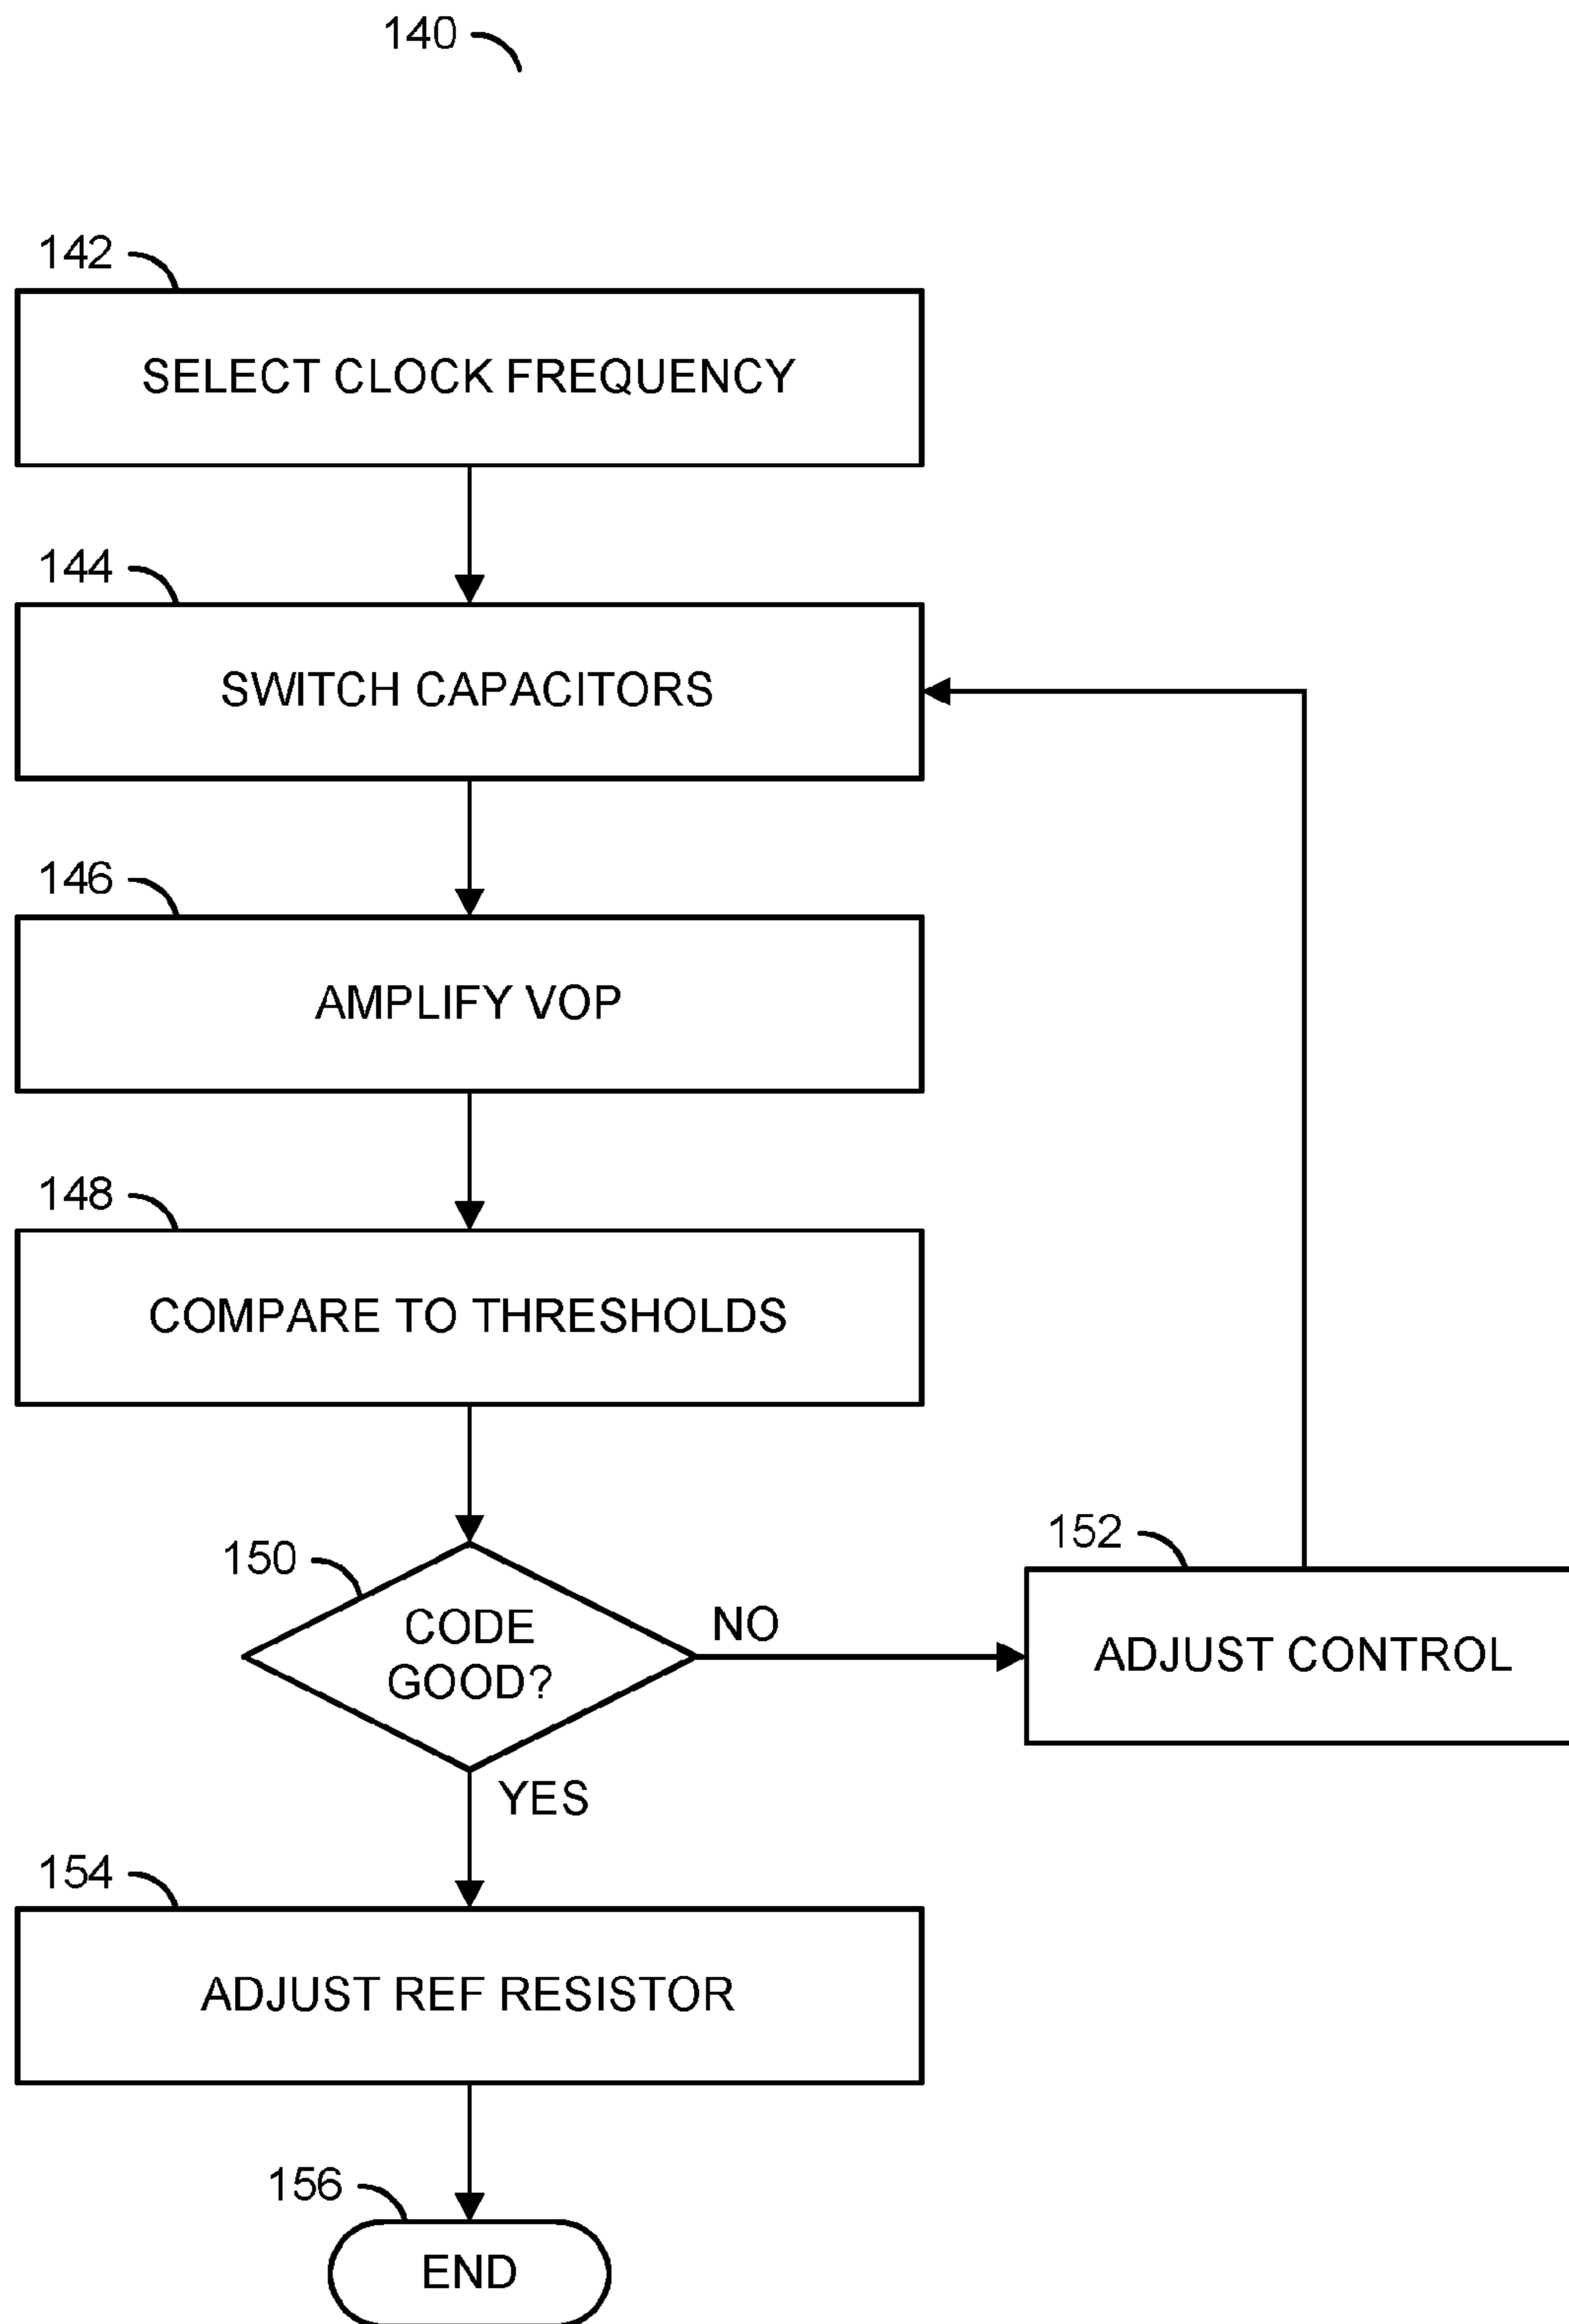 140
142
SELECT CLOCK FREQUENCY
144
SWITCH CAPACITORS
146
AMPLIFY VOP
148
COMPARE TO THRESHOLDS
150
CODE
GOOD?
NO
152
ADJUST CONTROL
YES
154
ADJUST REF RESISTOR
156
END